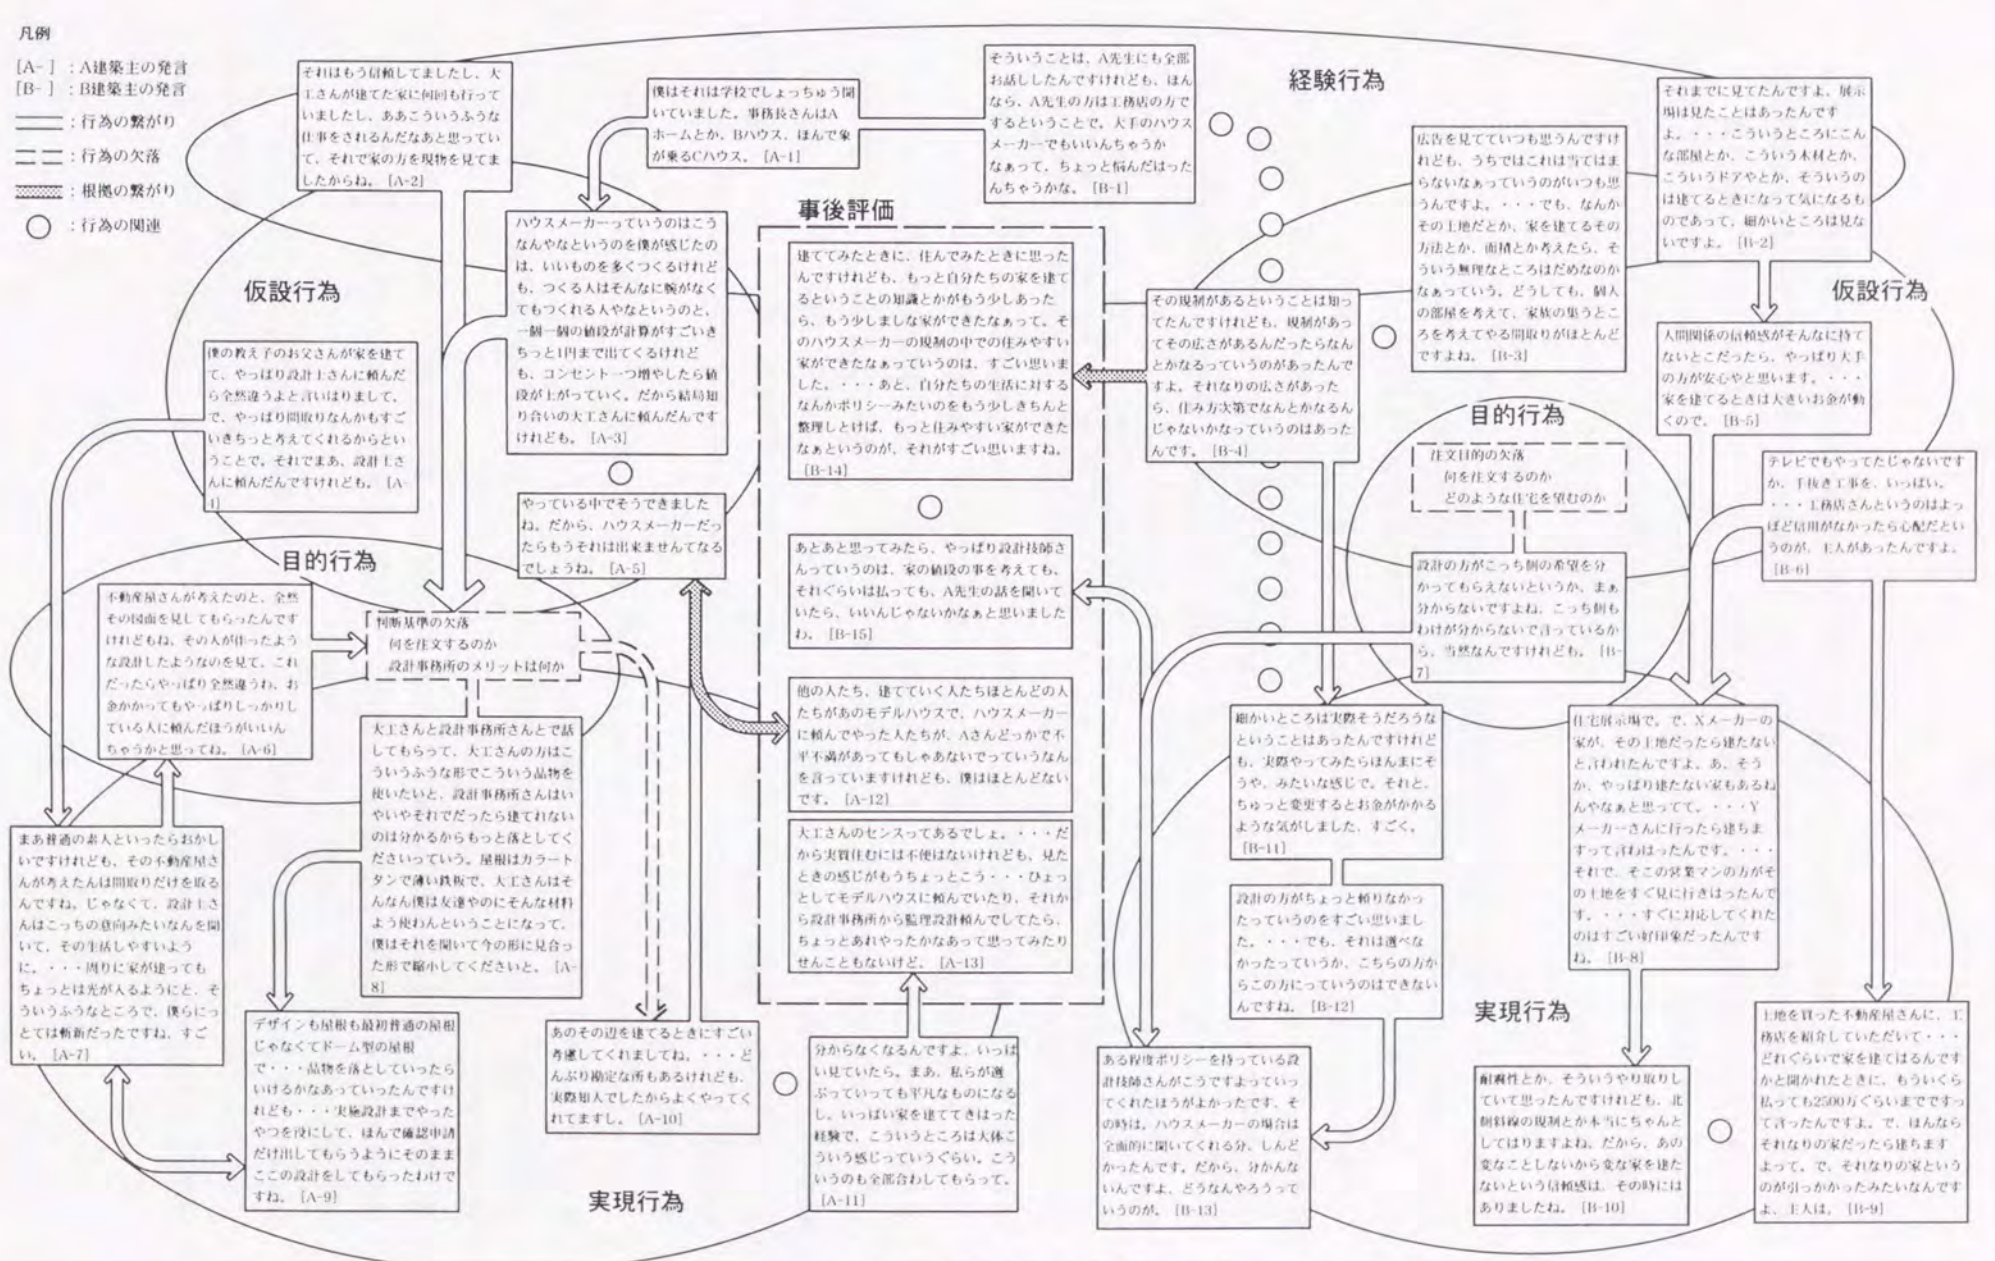 凡例
[A- ] : A建築主の発言
[B- ] : B建築主の発言
: 行為の繋がり
: 行為の欠落
: 根拠の繋がり
: 行為の関連
経験行為
仮設行為
目的行為
実現行為
事後評価
仮設行為
目的行為
実現行為
それはもう信頼してましたし、大
工さんが建てた家に何回も行って
いましたし、ああこういうふうな
仕事をされるんだなあと思ってい
て、それで家の方を現物を見てま
したからね。 [A-2]
僕はそれは学校でしょっちゅう聞
いていました。事務長さんはA
ホームとか、Bハウス、ほんで象
が乗るCハウス。 [A-1]
そういうことは、A先生にも全部
お話ししたんですけれども、ほん
なら、A先生の方は工務店の方で
するということで。大手のハウス
メーカーでもいいんちゃうか
なぁって、ちょっと悩んだはった
んちゃうかな。 [B-1]
広告を見てていつも思うんですけ
れども、うちではこれは当てはま
らないなぁっていうのがいつも思
うんですよ。・・・でも、なんか
その土地だとか、家を建てるその
方法とか、面積とか考えたら、そ
ういう無理なところはだめなのか
なぁっていう。どうしても、個人
の部屋を考えて、家族の集うとこ
ろを考えてやる間取りがほとんど
ですよね。 [B-3]
それまでに見てたんですよ、展示
場は見たことはあったんです
よ。・・・こういうところにこん
な部屋とか、こういう木材とか、
こういうドアやとか、そういうの
は建てるときになって気になるも
のであって、細かいところは見な
いですよ。 [B-2]
ハウスメーカーっていうのはこう
なんやなというのを僕が感じたの
は、いいものを多くつくるけれど
も、つくる人はそんなに腕がなく
てもつくれる人やなというのと、
一個一個の値段が計算がすごいき
ちっと1円まで出てくるけれど
も、コンセント一つ増やしたら値
段が上がっていく。だから結局知
り合いの大工さんに頼んだんです
けれども。 [A-3]
僕の教え子のお父さんが家を建て
て、やっぱり設計士さんに頼んだ
ら全然違うよと言いはりまして。
で、やっぱり間取りなんかもすご
いきちっと考えてくれるからとい
うことで。それでまあ、設計士さ
んに頼んだんですけれども。 [A-
4]
やっている中でそうできました
ね。だから、ハウスメーカーだっ
たらもうそれは出来ませんてなる
でしょうね。 [A-5]
不動産屋さんが考えたのと、全然
その図面を見してもらったんです
けれどもね、その人が作ったよう
な設計したようなのを見て、これ
だったらやっぱり全然違うわ、お
金かかってもやっぱりしっかりし
ている人に頼んだほうがいいん
ちゃうかと思ってね。 [A-6]
判断基準の欠落
何を注文するのか
設計事務所のメリットは何か
大工さんと設計事務所さんとで話
してもらって、大工さんの方はこ
ういうふうな形でこういう品物を
使いたいと、設計事務所さんはい
やいやそれでだったら建てれない
のは分かるからもっと落としてく
ださいっていう。屋根はカラート
タンで薄い鉄板で、大工さんはそ
んなん僕は友達やのにそんな材料
よう使わんということになって、
僕はそれを聞いて今の形に見合っ
た形で縮小してくださいと。 [A-
8]
まあ普通の素人といったらおかし
いですけれども、その不動産屋さ
んが考えたんは間取りだけを取る
んですね。じゃなくて、設計士さ
んはこっちの意向みたいなんを聞
いて、その生活しやすいよう
に。・・・周りに家が建っても
ちょっとは光が入るようにと、そ
ういうふうなところで、僕らにっ
とては斬新だったですね、すご
い。 [A-7]
デザインも屋根も最初普通の屋根
じゃなくてドーム型の屋根
で・・・品物を落としていったら
いけるかなあっていったんですけ
れども・・・実施設計までやった
やつを没にして、ほんで確認申請
だけ出してもらうようにそのまま
ここの設計をしてもらったわけで
すね。 [A-9]
あのその辺を建てるときにすごい
考慮してくれましてね。・・・ど
んぶり勘定な所もあるけれども、
実際知人でしたからよくやってく
れてますし。 [A-10]
分からなくなるんですよ、いっぱ
い見ていたら。まあ、私らが選
ぶっていっても平凡なものになる
し。いっぱい家を建ててきはった
経験で、こういうところは大体こ
ういう感じっていうぐらい。こう
いうのも全部合わしてもらって。
[A-11]
建ててみたときに、住んでみたときに思った
んですけれども、もっと自分たちの家を建て
るということの知識とかがもう少しあった
ら、もう少しましな家ができたなぁって。そ
のハウスメーカーの規制の中での住みやすい
家ができたなぁっていうのは、すごい思いま
した。・・・あと、自分たちの生活に対する
なんかポリシーみたいのをもう少しきちんと
整理しとけば、もっと住みやすい家ができた
なぁというのが、それがすごい思いますね。
[B-14]
あとあと思ってみたら、やっぱり設計技師さ
んっていうのは、家の値段の事を考えても、
それぐらいは払っても、A先生の話を聞いて
いたら、いいんじゃないかなぁと思いました
わ。 [B-15]
他の人たち、建てていく人たちほとんどの人
たちがあのモデルハウスで、ハウスメーカー
に頼んでやった人たちが、Aさんどっかで不
平不満があってもしゃあないでっていうなん
を言っていますけれども、僕はほとんどない
です。 [A-12]
大工さんのセンスってあるでしょ。・・・だ
から実質住むには不便はないけれども、見た
ときの感じがもうちょっとこう・・・ひょっ
としてモデルハウスに頼んでいたり、それか
ら設計事務所から監理設計頼んでしてたら、
ちょっとあれやったかなあって思ってみたり
せんこともないけど。 [A-13]
その規制があるということは知っ
てたんですけれども、規制があっ
てその広さがあるんだったらなん
とかなるっていうのがあったんで
すよ。それなりの広さがあった
ら、住み方次第でなんとかなるん
じゃないかなっていうのはあった
んです。 [B-4]
人間関係の信頼感がそんなに持て
ないとこだったら、やっぱり大手
の方が安心やと思います。・・・
家を建てるときは大きいお金が動
くので。 [B-5]
注文目的の欠落
何を注文するのか
どのような住宅を望むのか
テレビでもやってたじゃないです
か、手抜き工事を、いっぱい。
・・・工務店さんというのはよっ
ぽど信用がなかったら心配だとい
うのが、主人があったんですよ。
[B-6]
設計の方がこっち側の希望を分
かってもらえないというか、まぁ
分からないですよね、こっち側も
わけが分からないで言っているか
ら、当然なんですけれども。 [B-
7]
細かいところは実際そうだろうな
ということはあったんですけれど
も、実際やってみたらほんまにそ
うや、みたいな感じで。それと、
ちゅっと変更するとお金がかかる
ような気がしました、すごく。
[B-11]
設計の方がちょっと頼りなかっ
たっていうのをすごい思いまし
た。・・・でも、それは選べな
かったっていうか、こちらの方か
らこの方にっていうのはできない
んですね。 [B-12]
ある程度ポリシーを持っている設
計技師さんがこうですよっていっ
てくれたほうがよかったです、そ
の時は。ハウスメーカーの場合は
全面的に聞いてくれる分、しんど
かったんです。だから、分かんな
いんですよ、どうなんやろうって
いうのが。 [B-13]
住宅展示場で。で、Xメーカーの
家が、その土地だったら建たない
と言われたんですよ。あ、そう
か、やっぱり建たない家もあるね
んやなぁと思ってて。・・・Y
メーカーさんに行ったら建ちま
すって言わはったんです。・・・
それで、そこの営業マンの方がそ
の土地をすぐ見に行きはったんで
す。・・・すぐに対応してくれた
のはすごい好印象だったんです
ね。 [B-8]
耐震性とか、そういうやり取りし
ていて思ったんですけれども、北
側斜線の規制とか本当にちゃんと
してはりますよね。だから、あの
変なことしないから変な家を建た
ないという信頼感は、その時には
ありましたね。 [B-10]
土地を買った不動産屋さんに、工
務店を紹介していただいて・・・
どれぐらいで家を建てはるんです
かと聞かれたときに、もういくら
払っても2500万ぐらいまでですっ
て言ったんですよ。で、ほんなら
それなりの家だったら建ちます
よって。で、それなりの家という
のが引っかかったみたいなんです
よ、主人は。 [B-9]